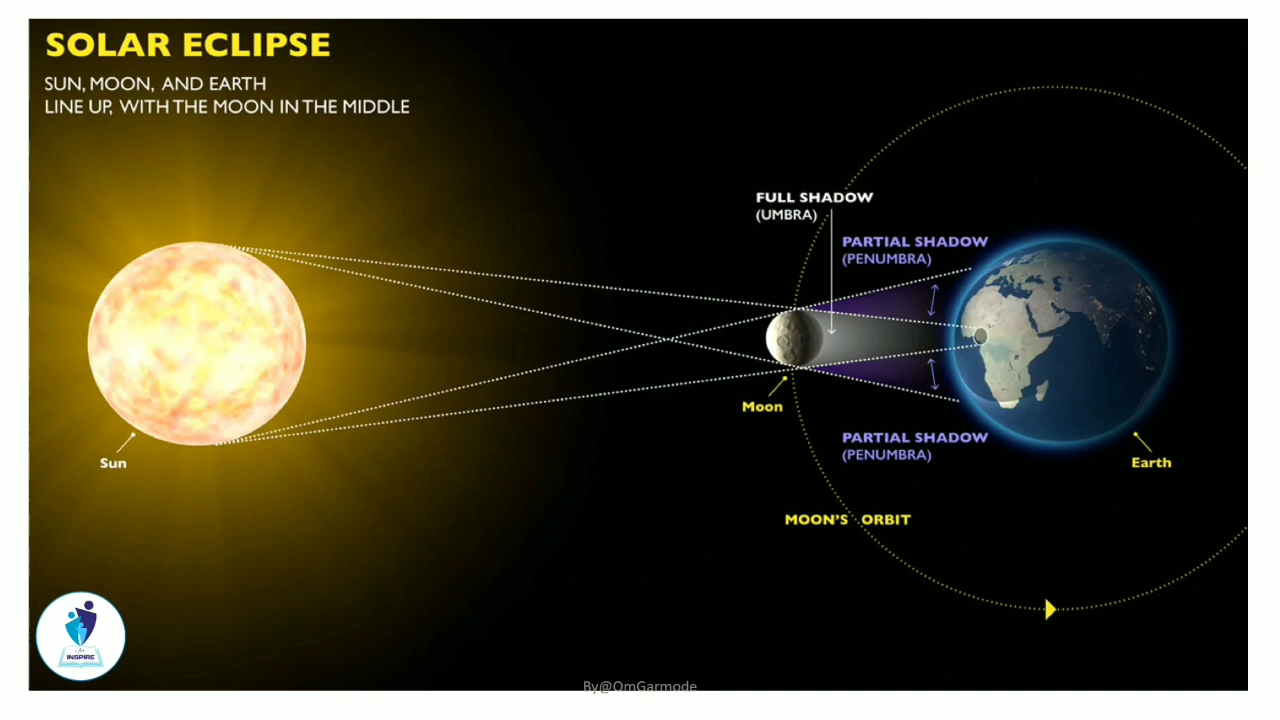 SOLAR ECLIPSE
SUN, MOON, AND EARTH
LINE UP, WITH THE MOON IN THE MIDDLE
FULL SHADOW
(UMBRA)
PARTIAL SHADOW
(PENUMBRA)
Moon
Sun
PARTIAL SHADOW
(PENUMBRA)
Earth
MOON'S ORBIT
i for
INSPIRE
By@OmGarmode